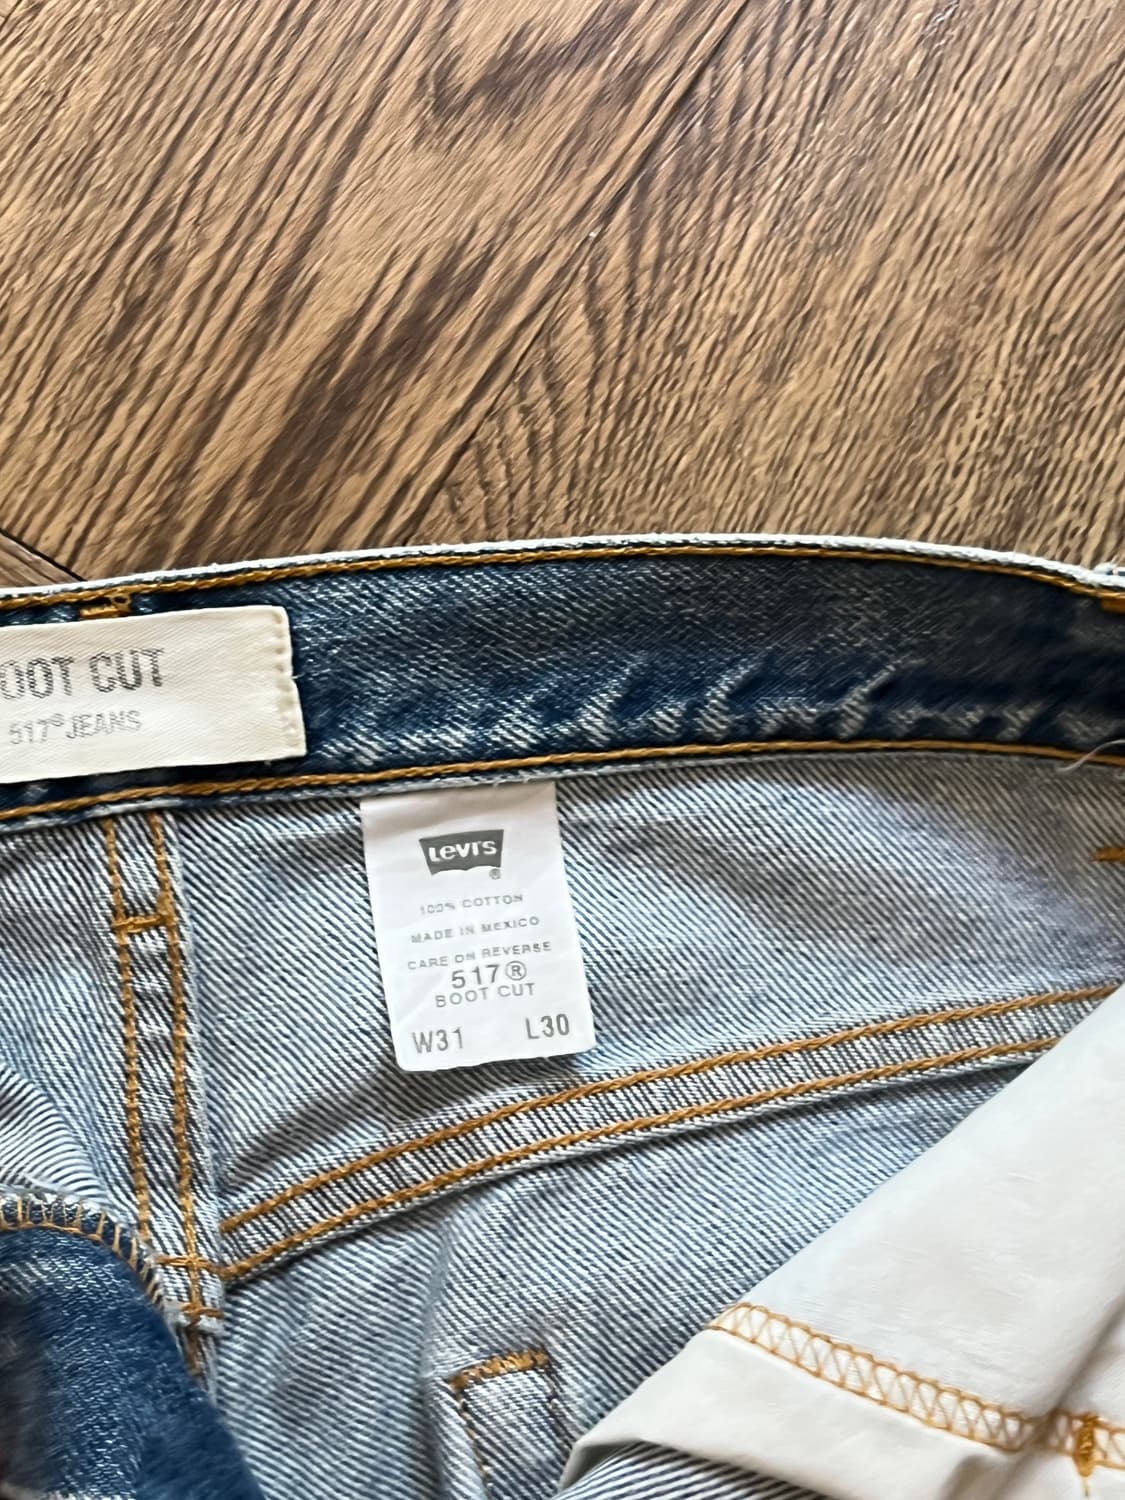 OOT CUT
517® JEANS
Levi's
®
100% COTTON
MADE IN MEXICO
CARE ON REVERSE
517®
BOOT CUT
W31 L30